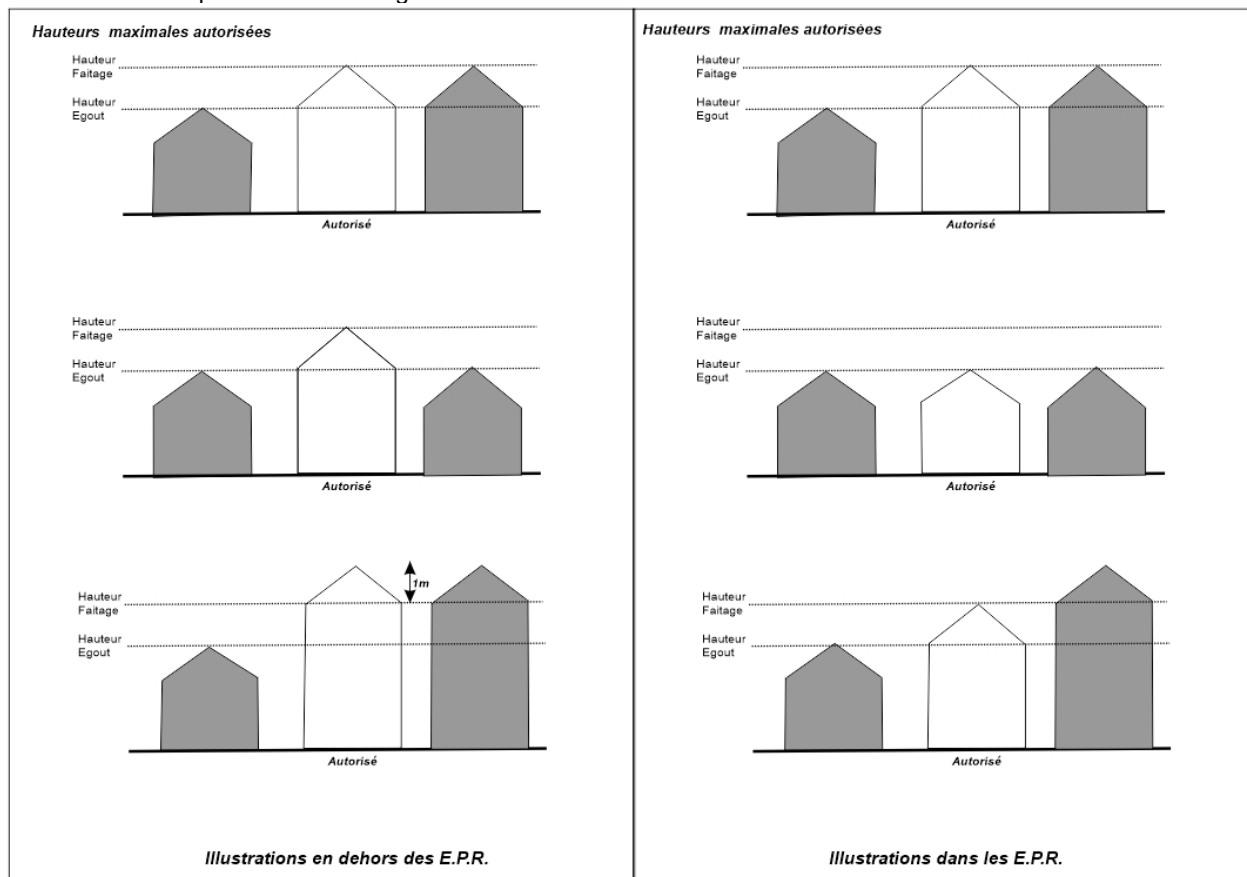 Hauteurs maximales autorisées
Hauteur
Faitage
Hauteur
Egout
Autorisé
Hauteur
Faitage
Hauteur
Egout
Autorisé
1m
Hauteur
Faitage
Hauteur
Egout
Autorisé
Illustrations en dehors des E.P.R.
Hauteurs maximales autorisées
Hauteur
Faitage
Hauteur
Egout
Autorisé
Hauteur
Faitage
Hauteur
Egout
Autorisé
Hauteur
Faitage
Hauteur
Egout
Autorisé
Illustrations dans les E.P.R.